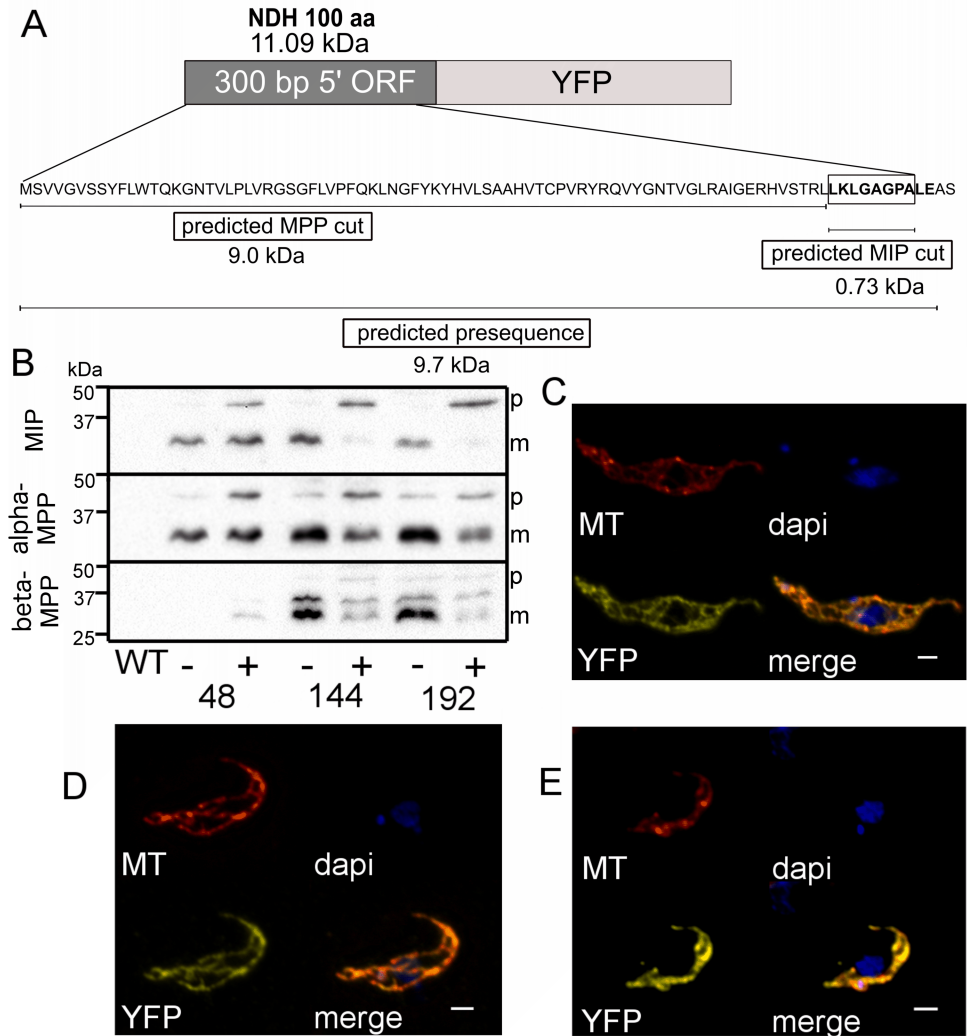 A
NDH 100 aa
11.09 kDa
300 bp 5' ORF YFP
MSVVGVSSYFLWTQKGNTVLPLVRGSGFLVPFQKLNGFYKYHVLSAAHVTCPVRYRQVYGNTVGLRAIGERHVSTRLLKLGAGPALEAS
predicted MPP cut
9.0 kDa
predicted MIP cut
0.73 kDa
predicted presequence
9.7 kDa
B
kDa
50
37
MIP
p
m
50
37
alpha-
MPP
p
m
50
37
25
beta-
MPP
p
m
WT - + - + - +
48 144 192
C
MT dapi
YFP merge
D
MT dapi
YFP merge
E
MT dapi
YFP merge